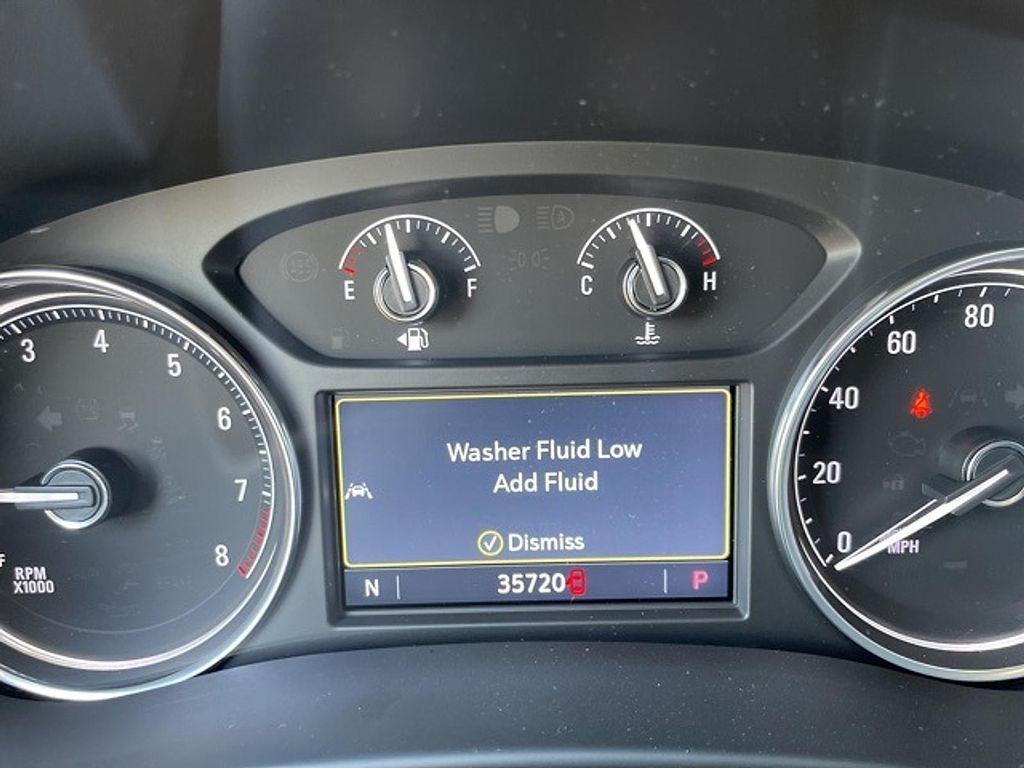 E F
C H
3 4 5 6 7 8
RPM
X1000
Washer Fluid Low
Add Fluid
Dismiss
N 35720 P
0 20 40 60 80
MPH